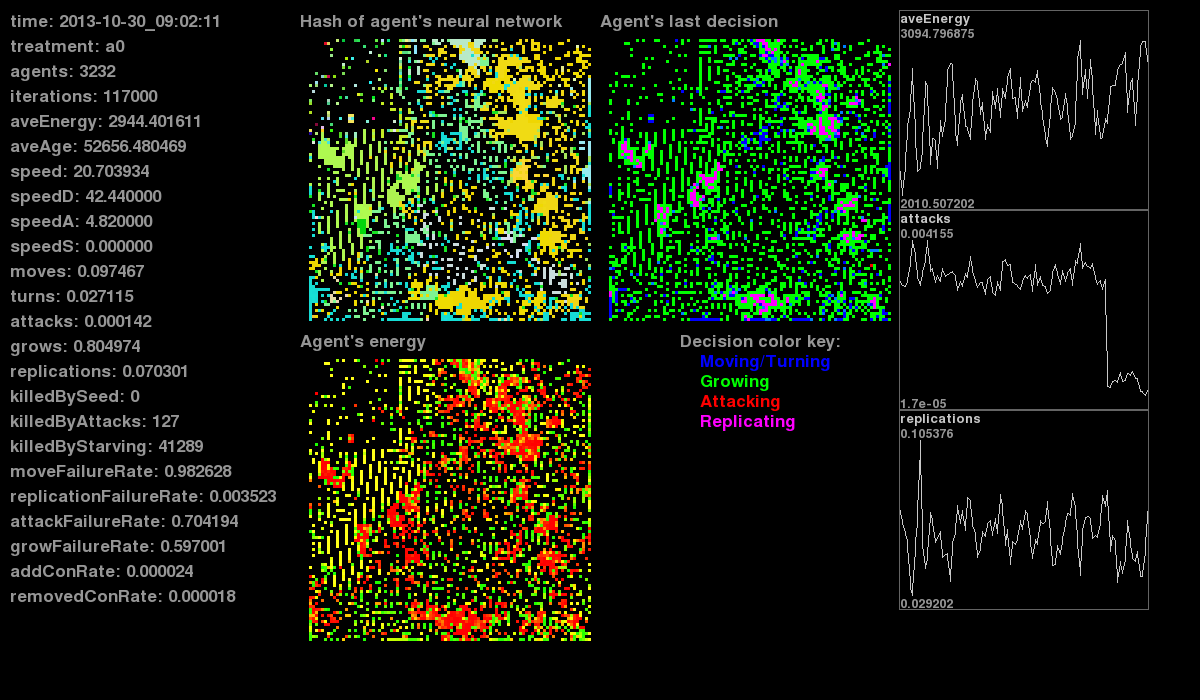 time: 2013-10-30_09:02:11
treatment: a0
agents: 3232
iterations: 117000
aveEnergy: 2944.401611
aveAge: 52656.480469
speed: 20.703934
speedD: 42.440000
speedA: 4.820000
speedS: 0.000000
moves: 0.097467
turns: 0.027115
attacks: 0.000142
grows: 0.804974
replications: 0.070301
killedBySeed: 0
killedByAttacks: 127
killedByStarving: 41289
moveFailureRate: 0.982628
replicationFailureRate: 0.003523
attackFailureRate: 0.704194
growFailureRate: 0.597001
addConRate: 0.000024
removedConRate: 0.000018
Hash of agent's neural network
Agent's last decision
Agent's energy
Decision color key:
Moving/Turning
Growing
Attacking
Replicating
aveEnergy
3094.796875
2010.507202
attacks
0.004155
1.7e-05
replications
0.105376
0.029202